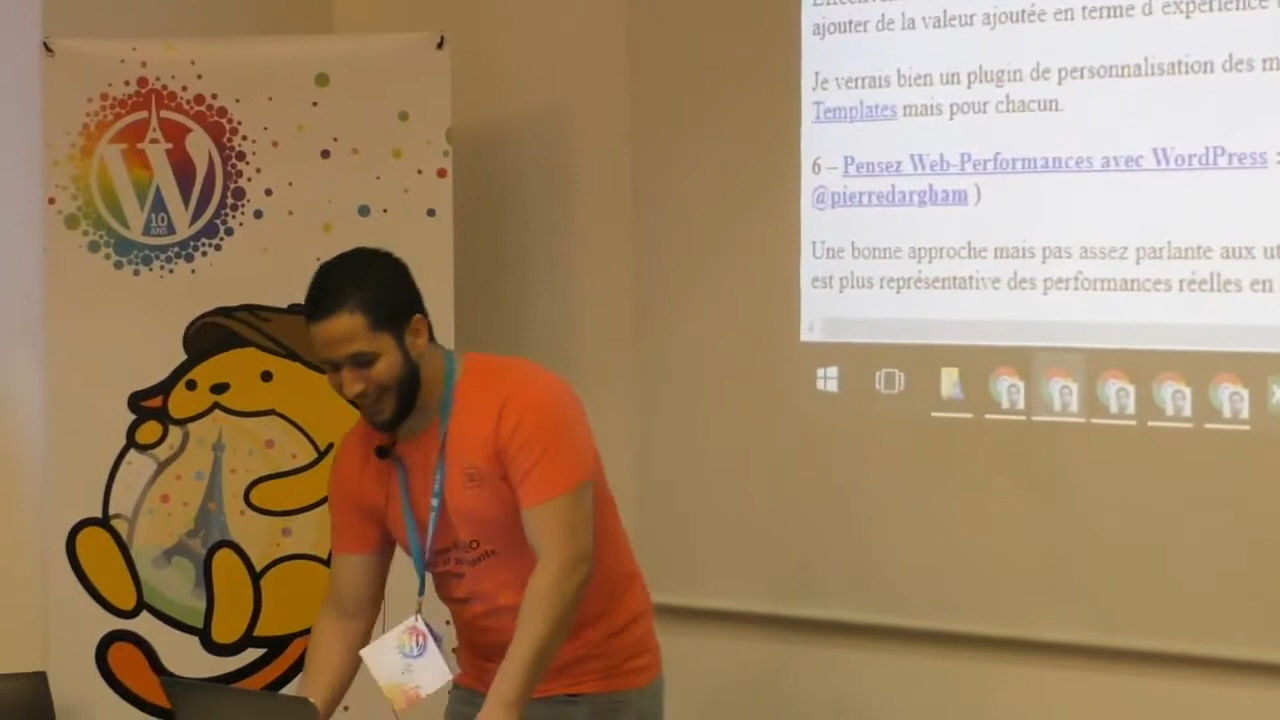 ajouter de la valeur ajoutée en terme d'expérience
Je verrais bien un plugin de personnalisation des m
Templates mais pour chacun.
6 – Pensez Web-Performances avec WordPress :
@pierredargham )
Une bonne approche mais pas assez parlante aux ut
est plus représentative des performances réelles en
W
10
ANS